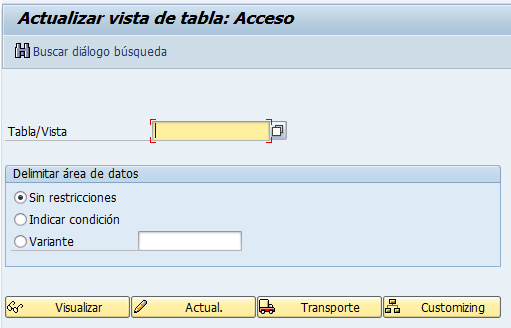 Actualizar vista de tabla: Acceso
Buscar diálogo búsqueda
Tabla/Vista
Delimitar área de datos
Sin restricciones
Indicar condición
Variante
Visualizar Actual. Transporte Customizing